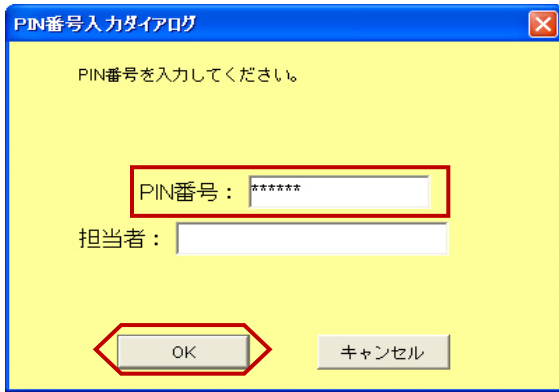 PIN番号入力ダイアログ
PIN番号を入力してください。
PIN番号： ******
担当者：
OK
キャンセル